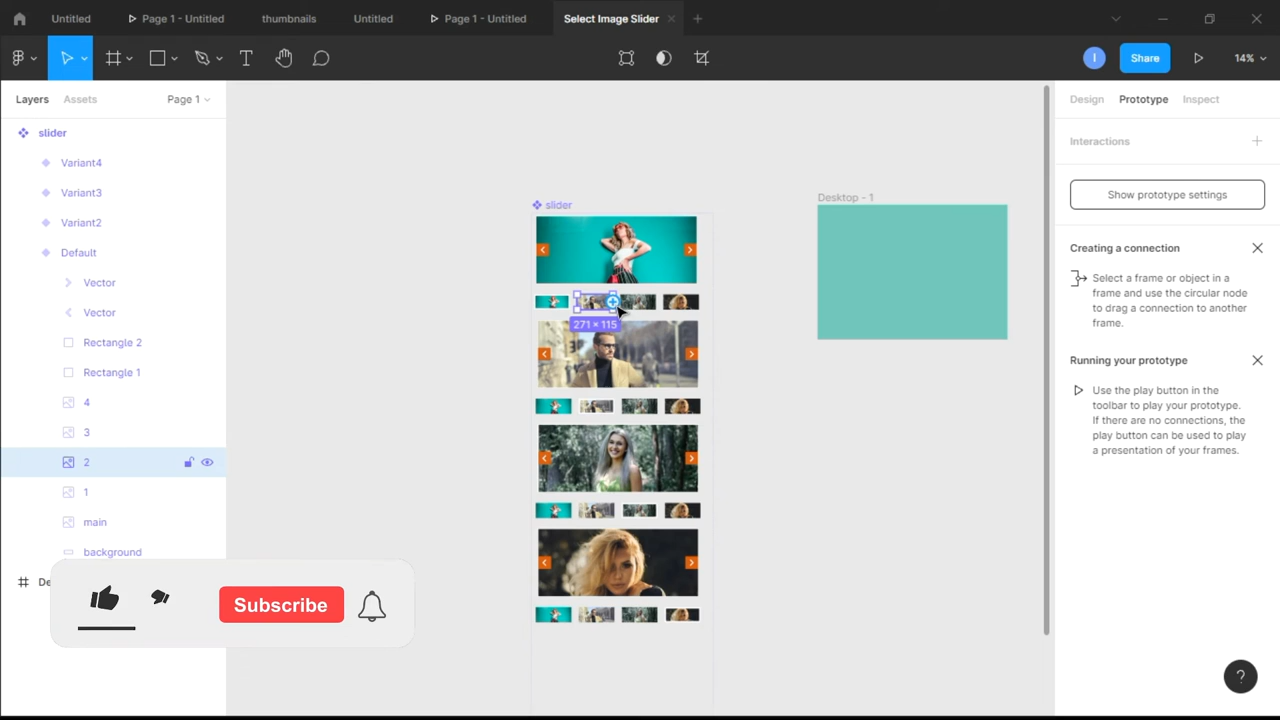 Untitled
Page 1 - Untitled
thumbnails
Untitled
Page 1 - Untitled
Select Image Slider
I
Share
14%
Layers
Assets
Page 1
Design
Prototype
Inspect
slider
Variant4
Variant3
Variant2
Default
Vector
Vector
Rectangle 2
Rectangle 1
4
3
2
1
main
background
De
slider
271 × 115
Desktop - 1
Interactions
Show prototype settings
Creating a connection
Select a frame or object in a
frame and use the circular node
to drag a connection to another
frame.
Running your prototype
Use the play button in the
toolbar to play your prototype.
If there are no connections, the
play button can be used to play
a presentation of your frames.
Subscribe
?